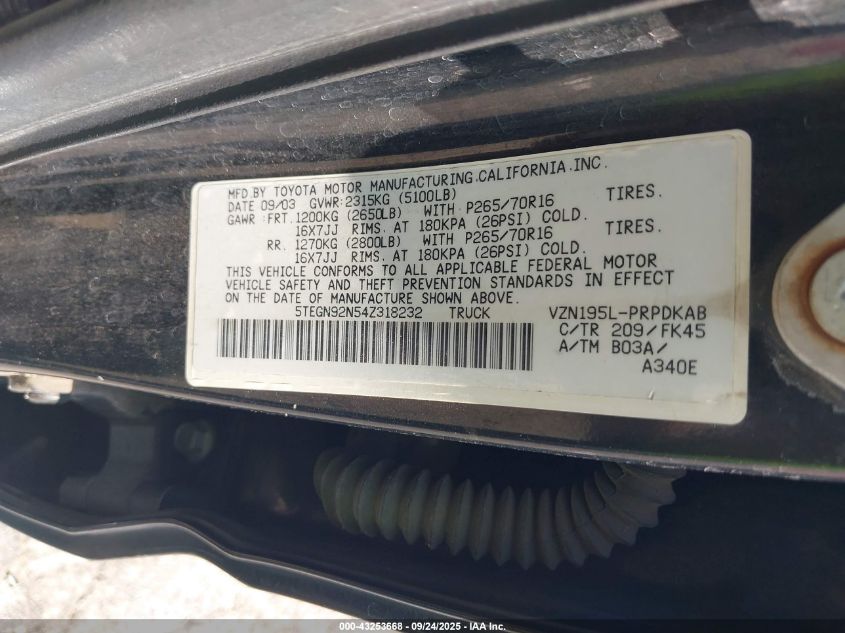 MFD.BY TOYOTA MOTOR MANUFACTURING.CALIFORNIA.INC.
DATE 09/03 GVWR:2315KG (5100LB)
GAWR:FRT.1200KG (2650LB) WITH P265/70R16 TIRES.
16X7JJ RIMS. AT 180KPA (26PSI) COLD.
RR. 1270KG (2800LB) WITH P265/70R16 TIRES.
16X7JJ RIMS. AT 180KPA (26PSI) COLD.
THIS VEHICLE CONFORMS TO ALL APPLICABLE FEDERAL MOTOR
VEHICLE SAFETY AND THEFT PREVENTION STANDARDS IN EFFECT
ON DATE OF MANUFACTURE SHOWN ABOVE.
5TEGN92N54Z318232 TRUCK VZN195L-PRPDKAB
C/TR 209/FK45
A/TM B03A/
A340E
000-43253668 - 09/24/2025 - IAA Inc.